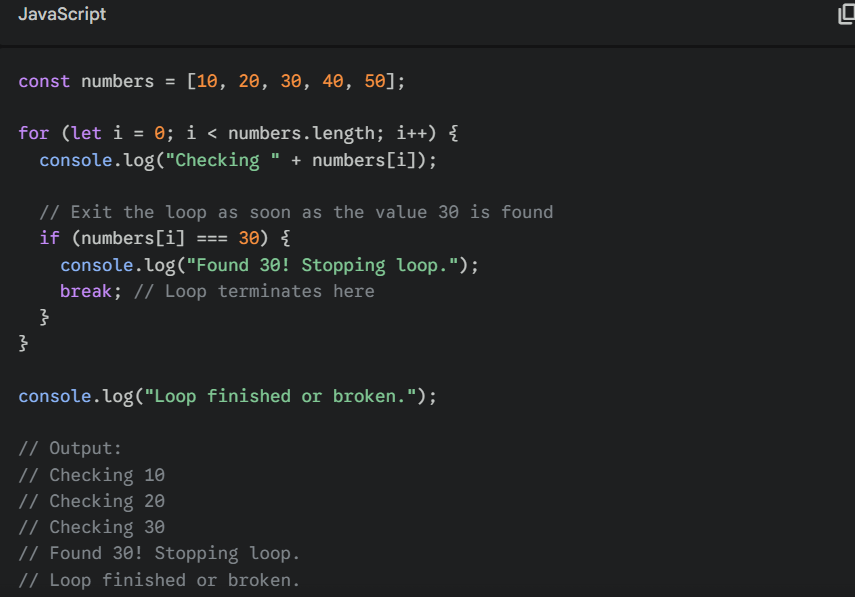 JavaScript
const numbers = [10, 20, 30, 40, 50];
for (let i = 0; i < numbers.length; i++) {
  console.log("Checking " + numbers[i]);
  // Exit the loop as soon as the value 30 is found
  if (numbers[i] === 30) {
    console.log("Found 30! Stopping loop.");
    break; // Loop terminates here
  }
}
console.log("Loop finished or broken.");
// Output:
// Checking 10
// Checking 20
// Checking 30
// Found 30! Stopping loop.
// Loop finished or broken.